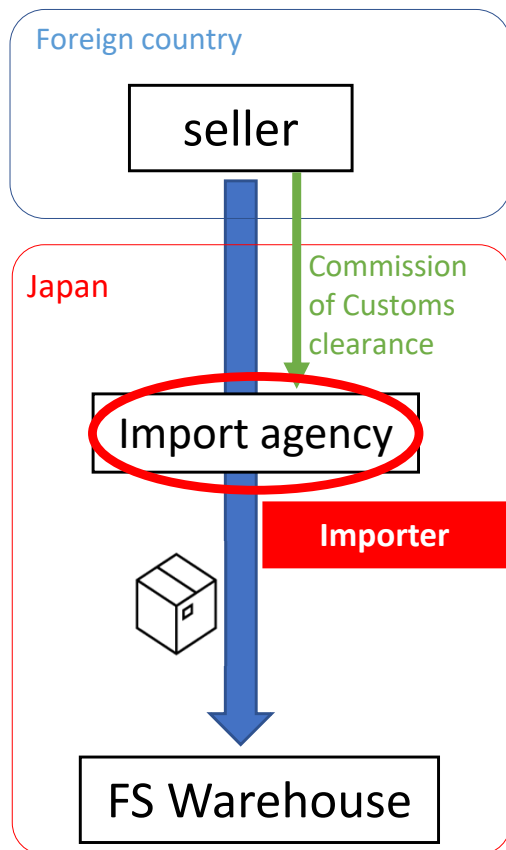 Foreign country
seller
Commission
of Customs
clearance
Japan
Import agency
Importer
FS Warehouse